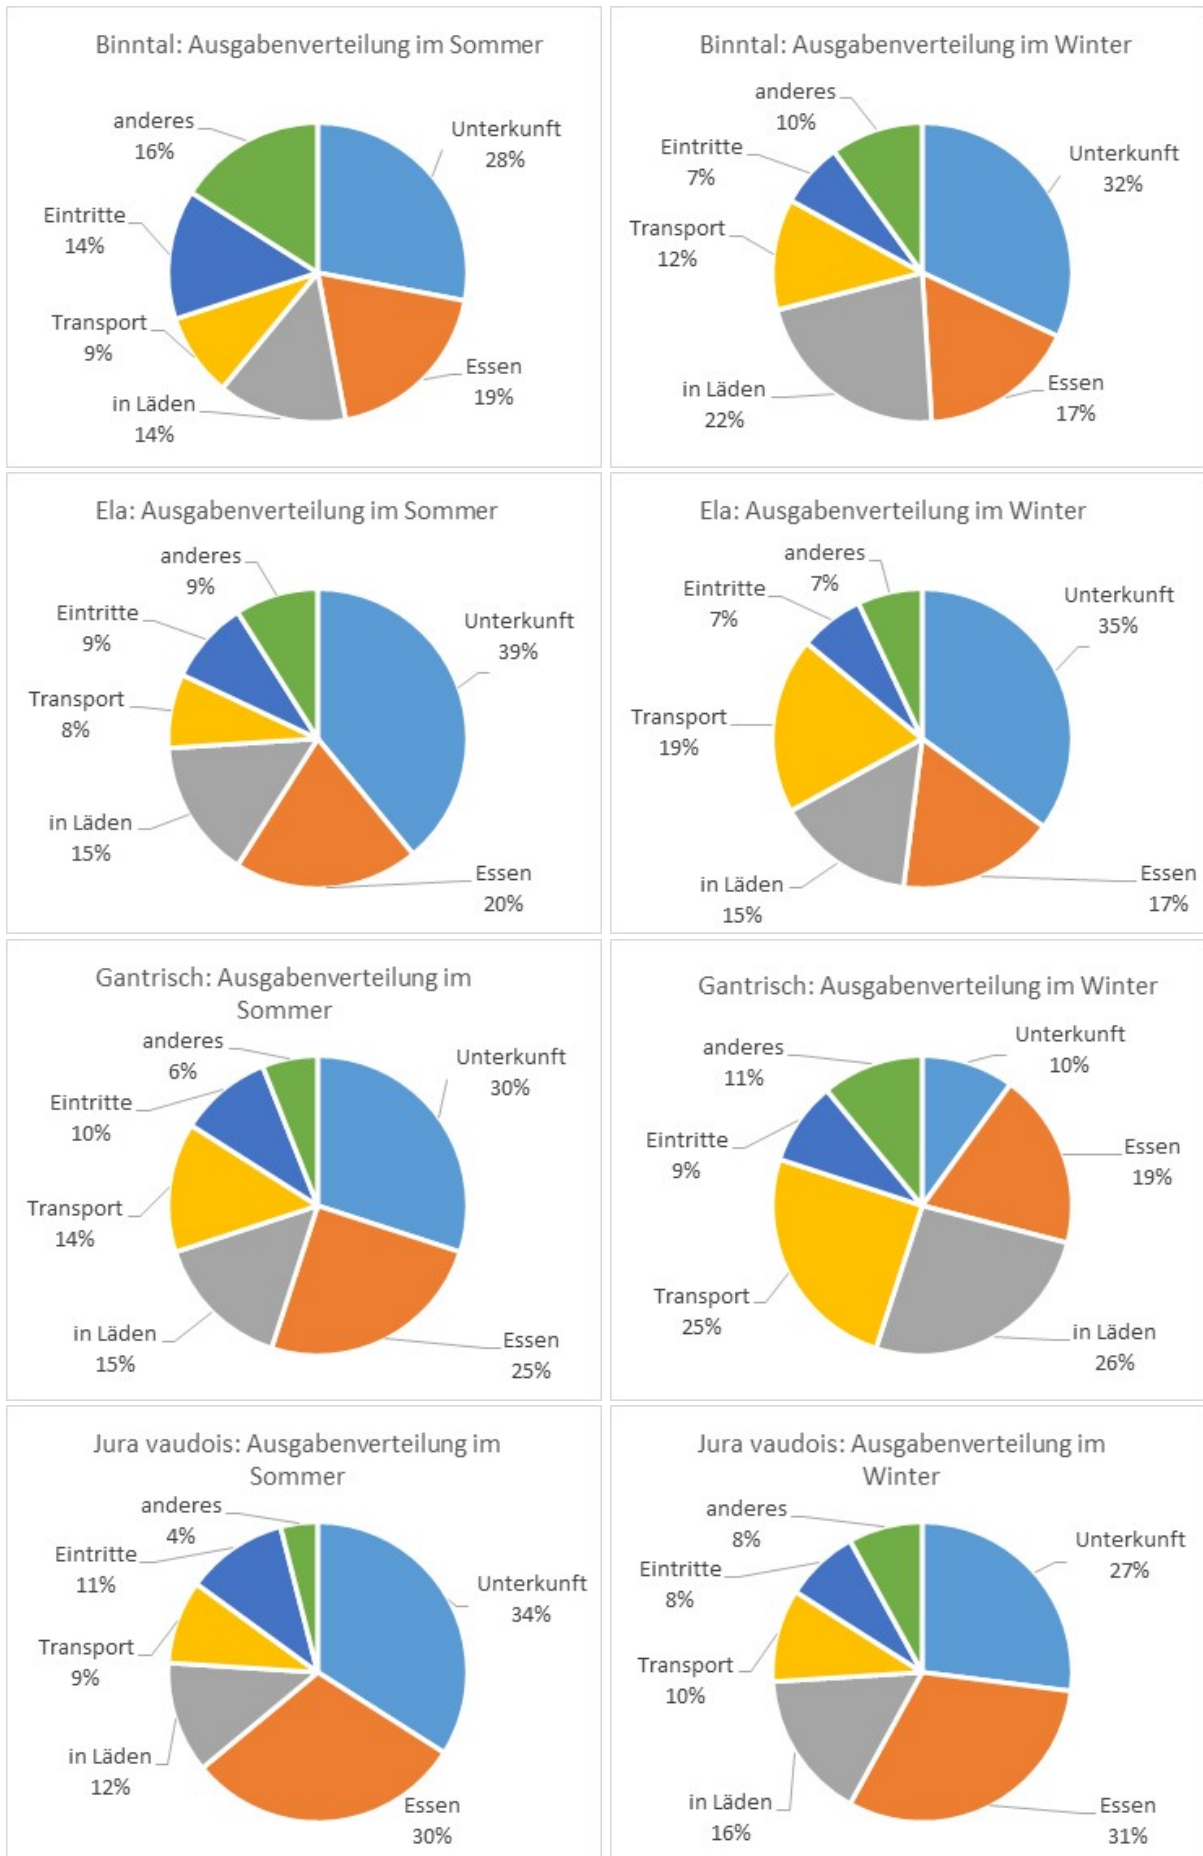 Binntal: Ausgabenverteilung im Sommer
anderes
16%
Unterkunft
28%
Eintritte
14%
Transport
9%
Essen
19%
in Läden
14%
Binntal: Ausgabenverteilung im Winter
anderes
10%
Eintritte
7%
Unterkunft
32%
Transport
12%
in Läden
22%
Essen
17%
Ela: Ausgabenverteilung im Sommer
anderes
9%
Eintritte
9%
Unterkunft
39%
Transport
8%
in Läden
15%
Essen
20%
Ela: Ausgabenverteilung im Winter
anderes
7%
Eintritte
7%
Unterkunft
35%
Transport
19%
in Läden
15%
Essen
17%
Gantrisch: Ausgabenverteilung im
Sommer
anderes
6%
Unterkunft
30%
Eintritte
10%
Transport
14%
in Läden
15%
Essen
25%
Gantrisch: Ausgabenverteilung im Winter
anderes
11%
Unterkunft
10%
Eintritte
9%
Essen
19%
Transport
25%
in Läden
26%
Jura vaudois: Ausgabenverteilung im
Sommer
anderes
4%
Eintritte
11%
Unterkunft
34%
Transport
9%
in Läden
12%
Essen
30%
Jura vaudois: Ausgabenverteilung im
Winter
anderes
8%
Unterkunft
27%
Eintritte
8%
Transport
10%
in Läden
16%
Essen
31%